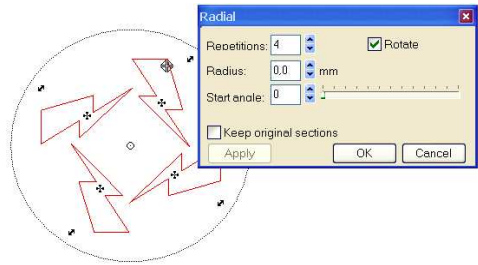 Radial
Repetitions: 4
Rotate
Radius: 0,0 mm
Start angle: 0
Keep original sections
Apply OK Cancel